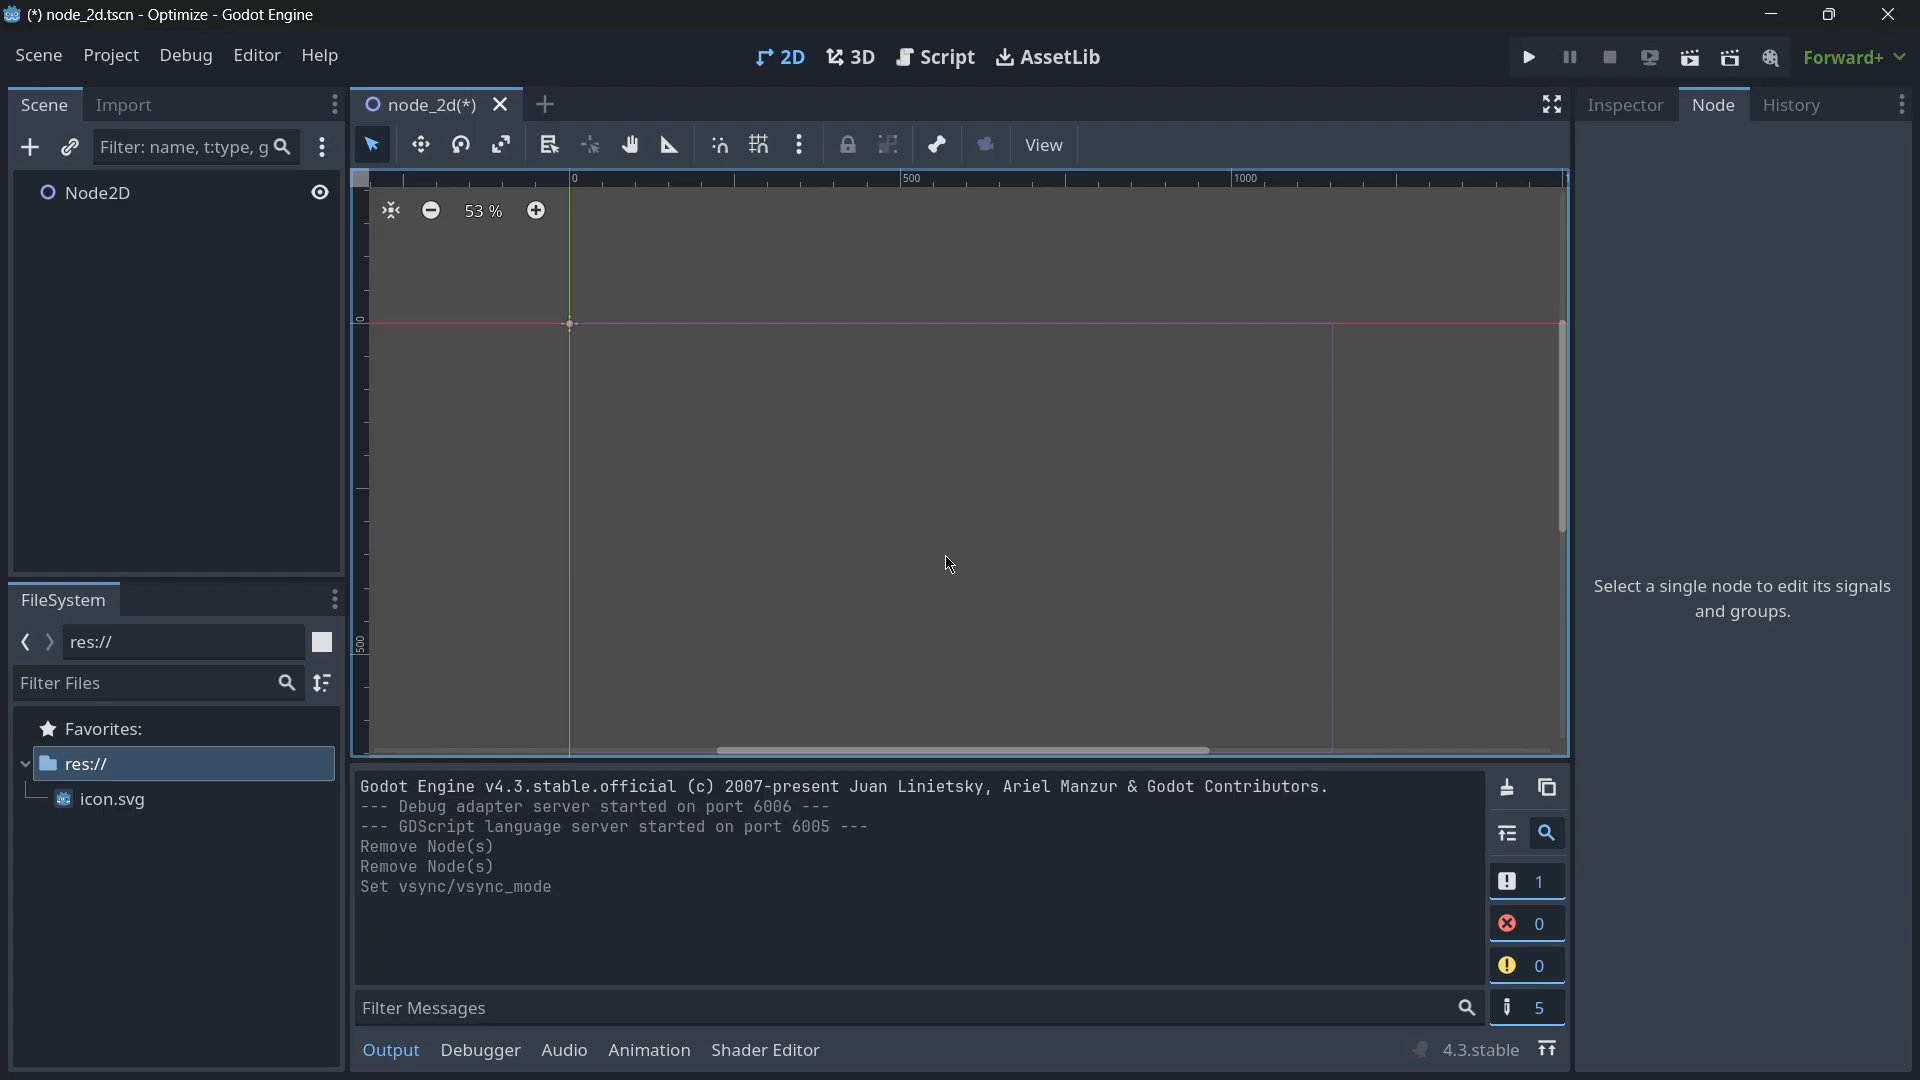 (*) node_2d.tscn - Optimize - Godot Engine
Scene Project Debug Editor Help
2D 3D Script AssetLib
Forward+
Scene Import
node_2d(*)
Inspector Node History
Filter: name, t:type, g
View
Node2D
0 500 1000
53 %
0
500
Select a single node to edit its signals
and groups.
FileSystem
res://
Filter Files
Favorites:
res://
icon.svg
Godot Engine v4.3.stable.official (c) 2007-present Juan Linietsky, Ariel Manzur & Godot Contributors.
--- Debug adapter server started on port 6006 ---
--- GDScript language server started on port 6005 ---
Remove Node(s)
Remove Node(s)
Set vsync/vsync_mode
1
0
0
5
Filter Messages
Output Debugger Audio Animation Shader Editor
4.3.stable